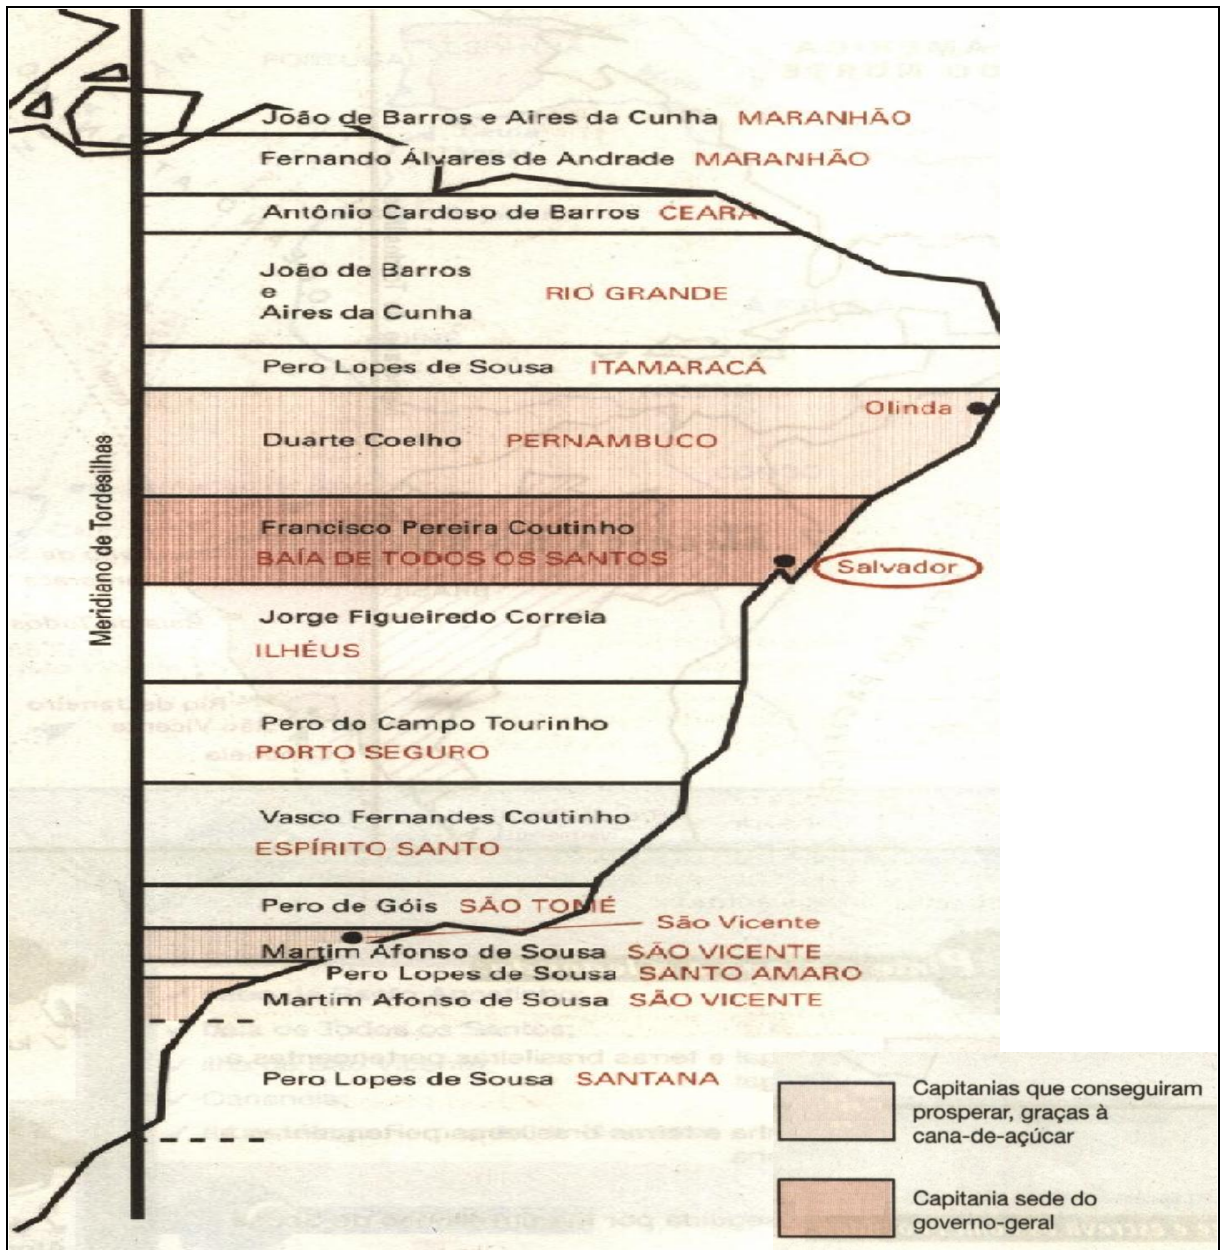 João de Barros e Aires da Cunha MARANHÃO
Fernando Álvares de Andrade MARANHÃO
Antônio Cardoso de Barros CEARÁ
João de Barros
e
Aires da Cunha
RIO GRANDE
Pero Lopes de Sousa ITAMARACÁ
Olinda
Duarte Coelho PERNAMBUCO
Meridiano de Tordesilhas
Francisco Pereira Coutinho
BAÍA DE TODOS OS SANTOS
Salvador
Jorge Figueiredo Correia
ILHÉUS
Pero do Campo Tourinho
PORTO SEGURO
Vasco Fernandes Coutinho
ESPÍRITO SANTO
Pero de Góis SÃO TOMÉ
São Vicente
Martim Afonso de Sousa SÃO VICENTE
Pero Lopes de Sousa SANTO AMARO
Martim Afonso de Sousa SÃO VICENTE
Pero Lopes de Sousa SANTANA
Capitanias que conseguiram
prosperar, graças à
cana-de-açúcar
Capitania sede do
governo-geral